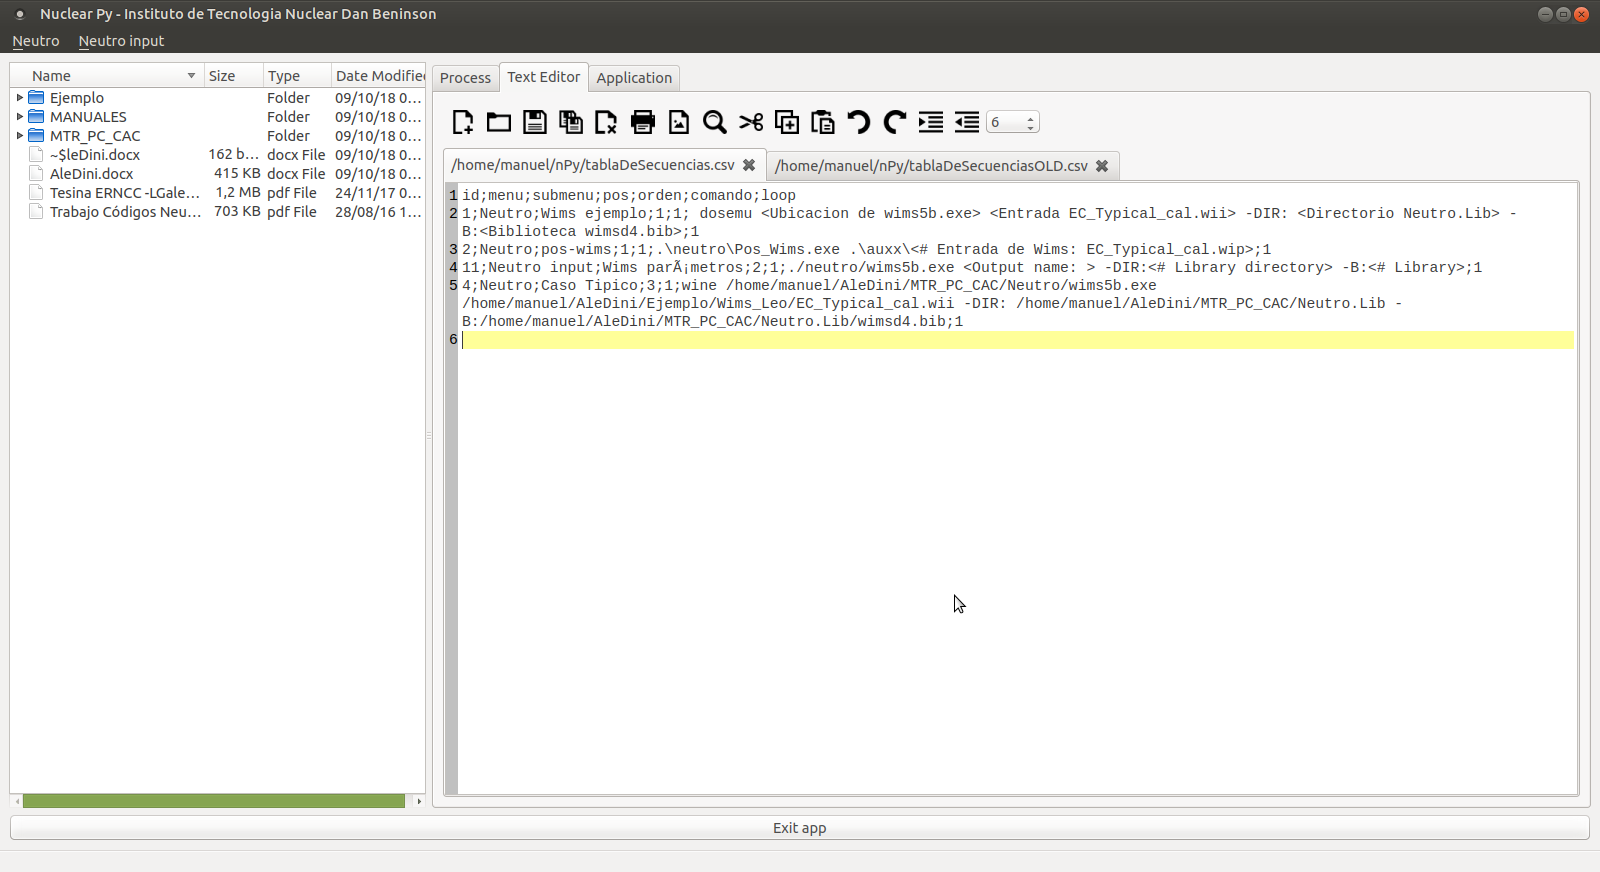 Nuclear Py - Instituto de Tecnologia Nuclear Dan Beninson
Neutro Neutro input
Name Size Type Date Modifie
Ejemplo Folder 09/10/18 0...
MANUALES Folder 09/10/18 0...
MTR_PC_CAC Folder 09/10/18 0...
~$leDini.docx 162 b... docx File 09/10/18 0...
AleDini.docx 415 KB docx File 09/10/18 0...
Tesina ERNCC -LGale... 1,2 MB pdf File 24/11/17 0...
Trabajo Códigos Neu... 703 KB pdf File 28/08/16 1...
Process Text Editor Application
6
/home/manuel/nPy/tablaDeSecuencias.csv /home/manuel/nPy/tablaDeSecuenciasOLD.csv
1 id;menu;submenu;pos;orden;comando;loop
2 1;Neutro;Wims ejemplo;1;1; dosemu <Ubicacion de wims5b.exe> <Entrada EC_Typical_cal.wii> -DIR: <Directorio Neutro.Lib> -
B:<Biblioteca wimsd4.bib>;1
3 2;Neutro;pos-wims;1;1;.\neutro\Pos_Wims.exe .\auxx\<# Entrada de Wims: EC_Typical_cal.wip>;1
4 11;Neutro input;Wims parÃ¡metros;2;1;./neutro/wims5b.exe <Output name: > -DIR:<# Library directory> -B:<# Library>;1
5 4;Neutro;Caso Tipico;3;1;wine /home/manuel/AleDini/MTR_PC_CAC/Neutro/wims5b.exe
/home/manuel/AleDini/Ejemplo/Wims_Leo/EC_Typical_cal.wii -DIR: /home/manuel/AleDini/MTR_PC_CAC/Neutro.Lib -
B:/home/manuel/AleDini/MTR_PC_CAC/Neutro.Lib/wimsd4.bib;1
6
Exit app